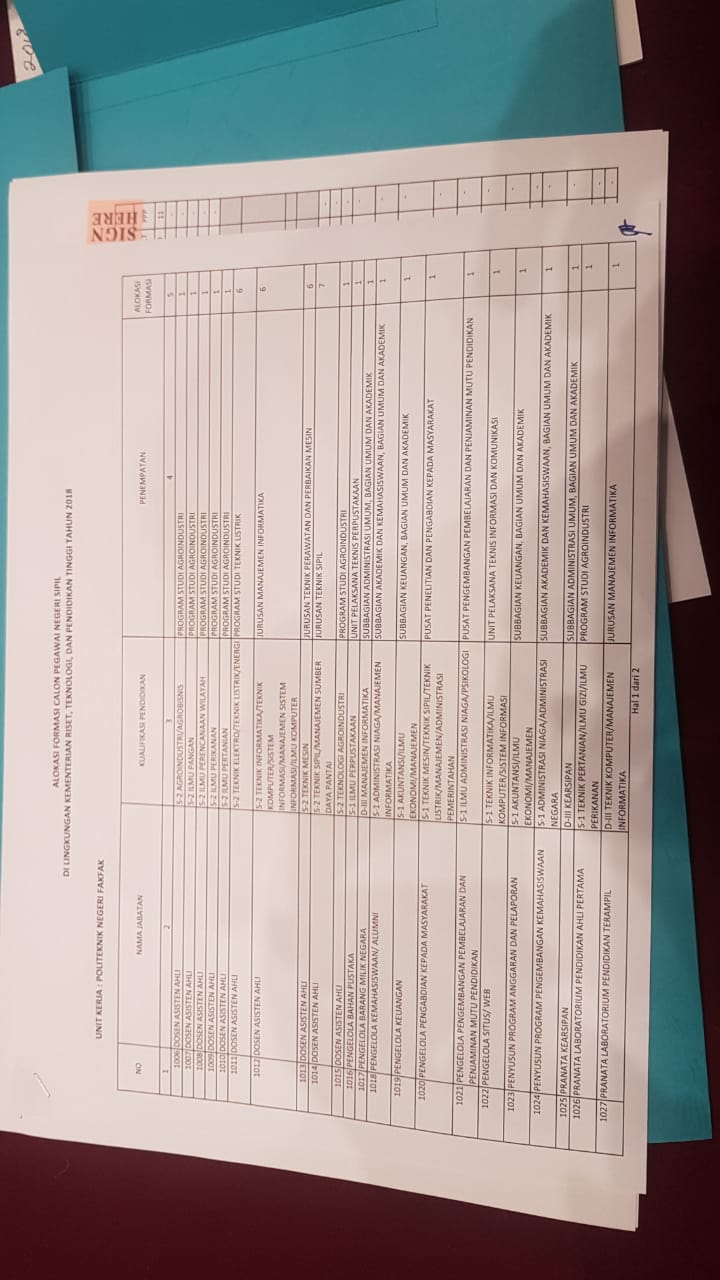 2018
SIGN
HERE
ALOKASI FORMASI CALON PEGAWAI NEGERI SIPIL
DI LINGKUNGAN KEMENTERIAN RISET, TEKNOLOGI, DAN PENDIDIKAN TINGGI TAHUN 2018
UNIT KERJA : POLITEKNIK NEGERI FAKFAK
NO NAMA JABATAN KUALIFIKASI PENDIDIKAN PENEMPATAN ALOKASI FORMASI
1 2 3 4 5
1006 DOSEN ASISTEN AHLI S-2 AGROINDUSTRI/AGROBISNIS PROGRAM STUDI AGROINDUSTRI 1
1007 DOSEN ASISTEN AHLI S-2 ILMU PANGAN PROGRAM STUDI AGROINDUSTRI 1
1008 DOSEN ASISTEN AHLI S-2 ILMU PERENCANAAN WILAYAH PROGRAM STUDI AGROINDUSTRI 1
1009 DOSEN ASISTEN AHLI S-2 ILMU PERIKANAN PROGRAM STUDI AGROINDUSTRI 1
1010 DOSEN ASISTEN AHLI S-2 ILMU PERTANIAN PROGRAM STUDI AGROINDUSTRI 1
1011 DOSEN ASISTEN AHLI S-2 TEKNIK ELEKTRO/TEKNIK LISTRIK/ENERGI PROGRAM STUDI TEKNIK LISTRIK 6
1012 DOSEN ASISTEN AHLI S-2 TEKNIK INFORMATIKA/TEKNIK JURUSAN MANAJEMEN INFORMATIKA 6
KOMPUTER/SISTEM
INFORMASI/MANAJEMEN SISTEM
INFORMASI/ILMU KOMPUTER
1013 DOSEN ASISTEN AHLI S-2 TEKNIK MESIN JURUSAN TEKNIK PERAWATAN DAN PERBAIKAN MESIN 6
1014 DOSEN ASISTEN AHLI S-2 TEKNIK SIPIL/MANAJEMEN SUMBER JURUSAN TEKNIK SIPIL 7
DAYA PANTAI
1015 DOSEN ASISTEN AHLI S-2 TEKNOLOGI AGROINDUSTRI PROGRAM STUDI AGROINDUSTRI 1
1016 PENGELOLA BAHAN PUSTAKA S-1 ILMU PERPUSTAKAAN UNIT PELAKSANA TEKNIS PERPUSTAKAAN 1
1017 PENGELOLA BARANG MILIK NEGARA D-III MANAJEMEN INFORMATIKA SUBBAGIAN ADMINISTRASI UMUM, BAGIAN UMUM DAN AKADEMIK 1
1018 PENGELOLA KEMAHASISWAAN/ ALUMNI S-1 ADMINISTRASI NIAGA/MANAJEMEN SUBBAGIAN AKADEMIK DAN KEMAHASISWAAN, BAGIAN UMUM DAN AKADEMIK 1
INFORMATIKA
1019 PENGELOLA KEUANGAN S-1 AKUNTANSI/ILMU SUBBAGIAN KEUANGAN, BAGIAN UMUM DAN AKADEMIK 1
EKONOMI/MANAJEMEN
1020 PENGELOLA PENGABDIAN KEPADA MASYARAKAT S-1 TEKNIK MESIN/TEKNIK SIPIL/TEKNIK PUSAT PENELITIAN DAN PENGABDIAN KEPADA MASYARAKAT 1
LISTRIK/MANAJEMEN/ADMINISTRASI
PEMERINTAHAN
1021 PENGELOLA PENGEMBANGAN PEMBELAJARAN DAN S-1 ILMU ADMINISTRASI NIAGA/PSIKOLOGI PUSAT PENGEMBANGAN PEMBELAJARAN DAN PENJAMINAN MUTU PENDIDIKAN 1
PENJAMINAN MUTU PENDIDIKAN
1022 PENGELOLA SITUS/ WEB S-1 TEKNIK INFORMATIKA/ILMU UNIT PELAKSANA TEKNIS INFORMASI DAN KOMUNIKASI 1
KOMPUTER/SISTEM INFORMASI
1023 PENYUSUN PROGRAM ANGGARAN DAN PELAPORAN S-1 AKUNTANSI/ILMU SUBBAGIAN KEUANGAN, BAGIAN UMUM DAN AKADEMIK 1
EKONOMI/MANAJEMEN
1024 PENYUSUN PROGRAM PENGEMBANGAN KEMAHASISWAAN S-1 ADMINISTRASI NIAGA/ADMINISTRASI SUBBAGIAN AKADEMIK DAN KEMAHASISWAAN, BAGIAN UMUM DAN AKADEMIK 1
NEGARA
1025 PRANATA KEARSIPAN D-III KEARSIPAN SUBBAGIAN ADMINISTRASI UMUM, BAGIAN UMUM DAN AKADEMIK 1
1026 PRANATA LABORATORIUM PENDIDIKAN AHLI PERTAMA S-1 TEKNIK PERTANIAN/ILMU GIZI/ILMU PROGRAM STUDI AGROINDUSTRI 1
PERIKANAN
1027 PRANATA LABORATORIUM PENDIDIKAN TERAMPIL D-III TEKNIK KOMPUTER/MANAJEMEN JURUSAN MANAJEMEN INFORMATIKA 1
INFORMATIKA
Hal 1 dari 2
PPP
11